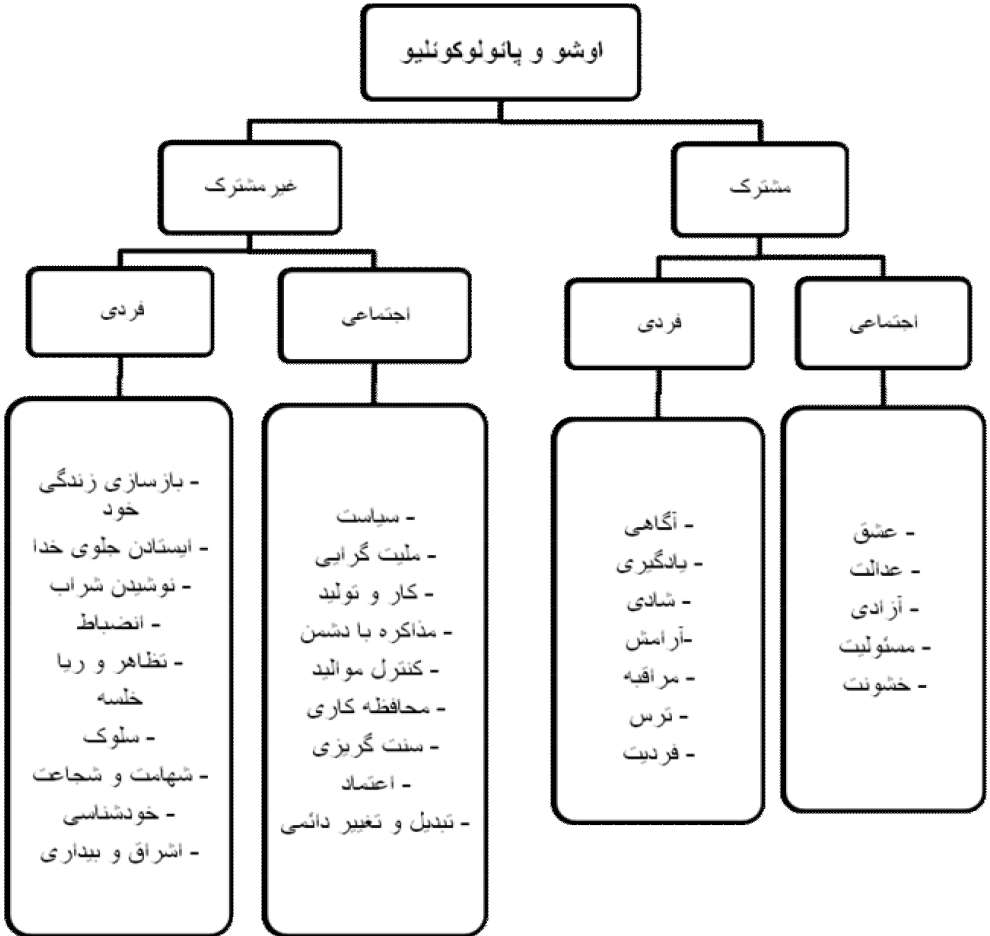 اوشو و پائولوکوئلیو
مشترک
غیر مشترک
اجتماعی
فردی
اجتماعی
فردی
- عشق
- عدالت
- آزادی
- مسئولیت
- خشونت
- آگاهی
- یادگیری
- شادی
-آرامش
- مراقبه
- ترس
- فردیت
- سیاست
- ملیت گرایی
- کار و تولید
- مذاکره با دشمن
- کنترل موالید
- محافظه کاری
- سنت گریزی
- اعتماد
- تبدیل و تغییر دائمی
- بازسازی زندگی
خود
- ایستادن جلوی خدا
- نوشیدن شراب
- انضباط
- تظاهر و ریا
خلسه
- سلوک
- شهامت و شجاعت
- خودشناسی
- اشراق و بیداری